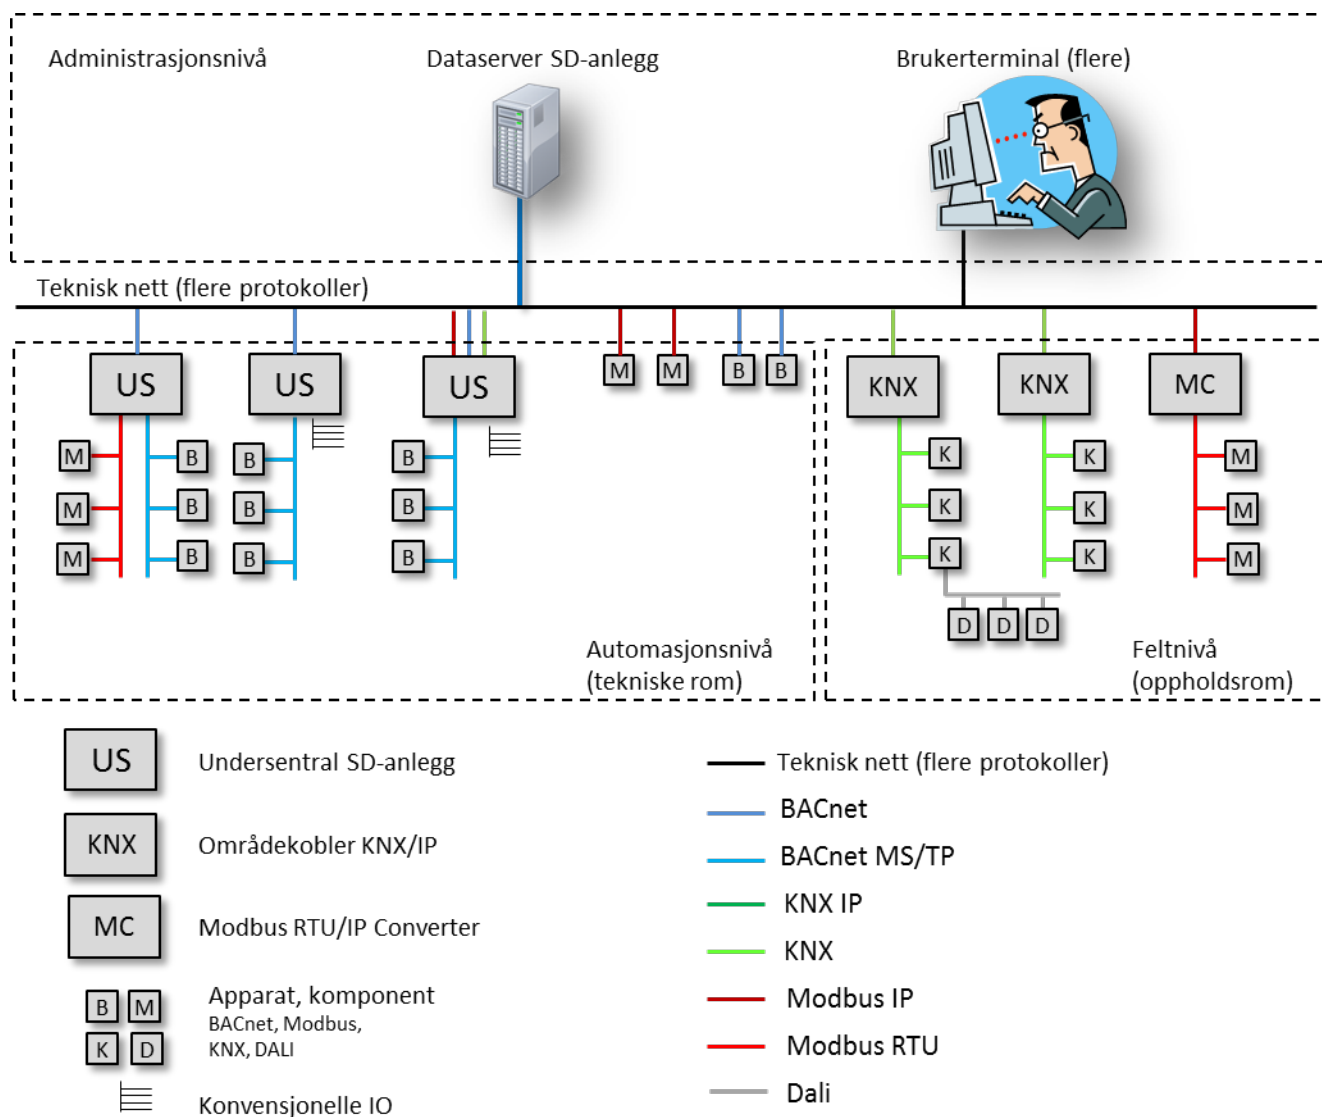 Administrasjonsnivå
Dataserver SD-anlegg
Brukerterminal (flere)
Teknisk nett (flere protokoller)
US
US
US
M
M
B
B
KNX
KNX
MC
M
B
B
B
K
K
M
M
B
B
B
K
K
M
M
B
B
B
K
K
M
D
D
D
Automasjonsnivå
(tekniske rom)
Feltnivå
(oppholdsrom)
US
Undersentral SD-anlegg
KNX
Områdekobler KNX/IP
MC
Modbus RTU/IP Converter
B
M
K
D
Apparat, komponent
BACnet, Modbus,
KNX, DALI
Konvensjonelle IO
Teknisk nett (flere protokoller)
BACnet
BACnet MS/TP
KNX IP
KNX
Modbus IP
Modbus RTU
Dali